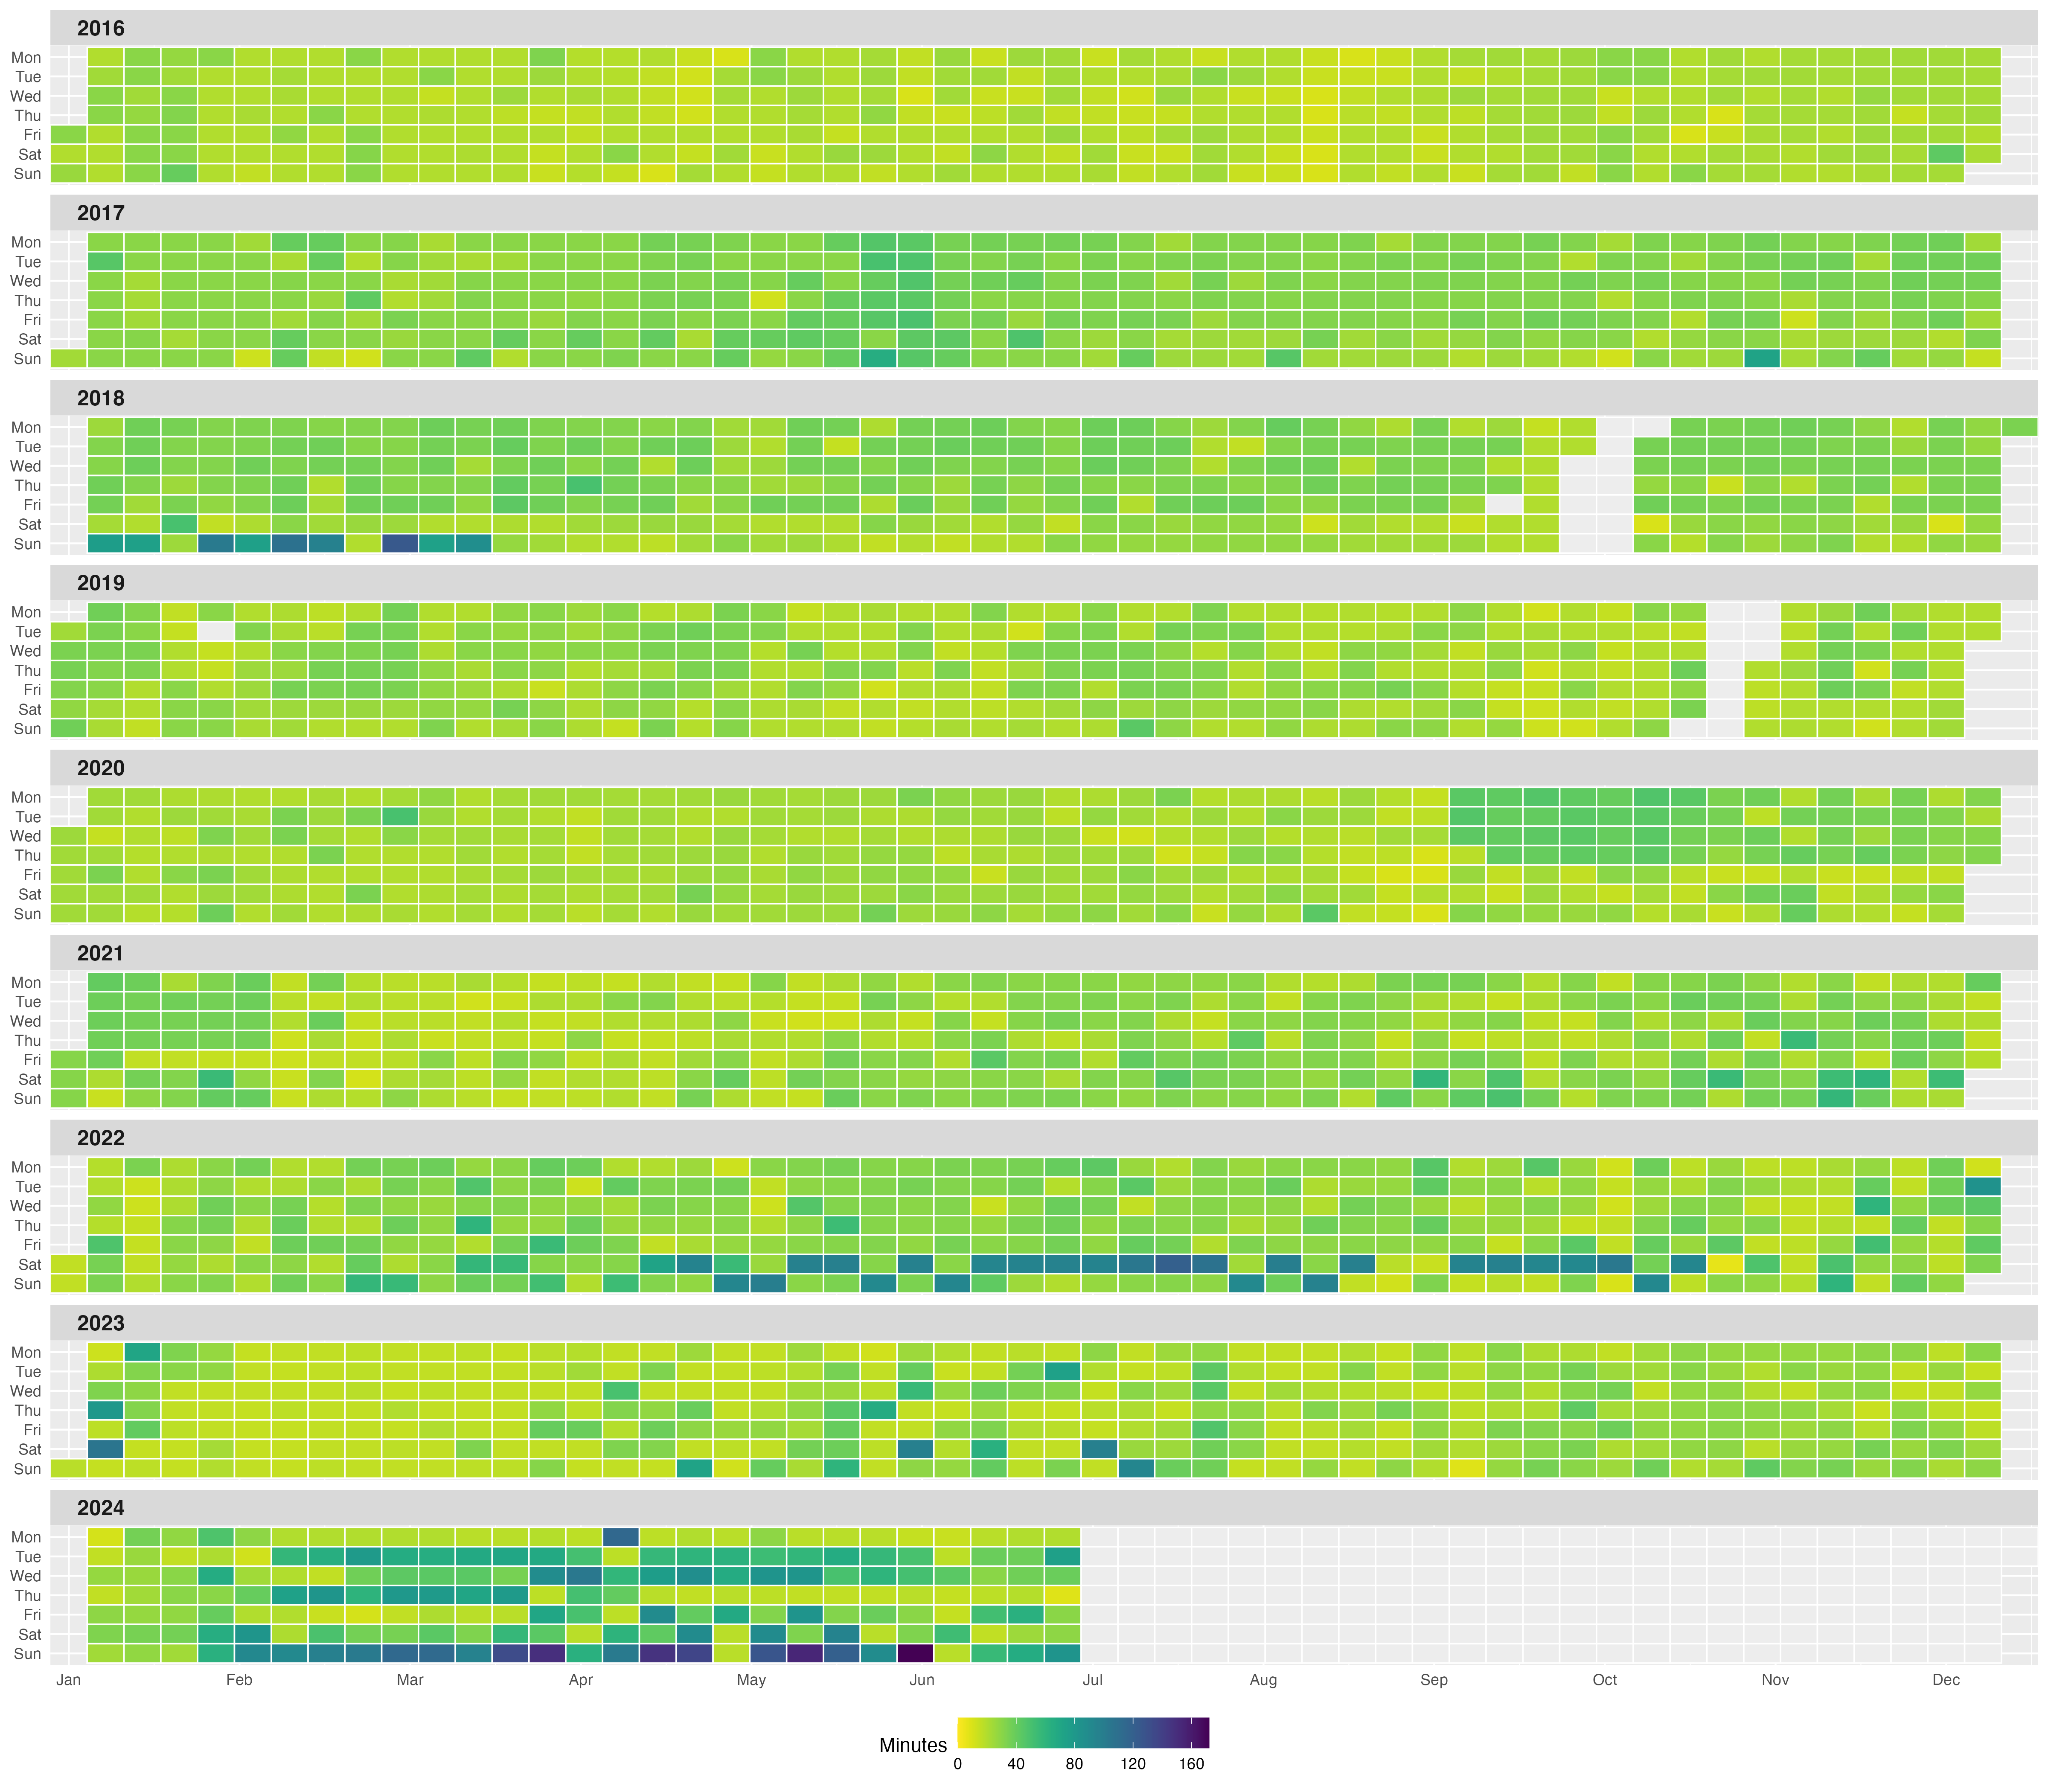 2016
Mon
Tue
Wed
Thu
Fri
Sat
Sun
2017
Mon
Tue
Wed
Thu
Fri
Sat
Sun
2018
Mon
Tue
Wed
Thu
Fri
Sat
Sun
2019
Mon
Tue
Wed
Thu
Fri
Sat
Sun
2020
Mon
Tue
Wed
Thu
Fri
Sat
Sun
2021
Mon
Tue
Wed
Thu
Fri
Sat
Sun
2022
Mon
Tue
Wed
Thu
Fri
Sat
Sun
2023
Mon
Tue
Wed
Thu
Fri
Sat
Sun
2024
Mon
Tue
Wed
Thu
Fri
Sat
Sun
Jan Feb Mar Apr May Jun Jul Aug Sep Oct Nov Dec
Minutes
0 40 80 120 160